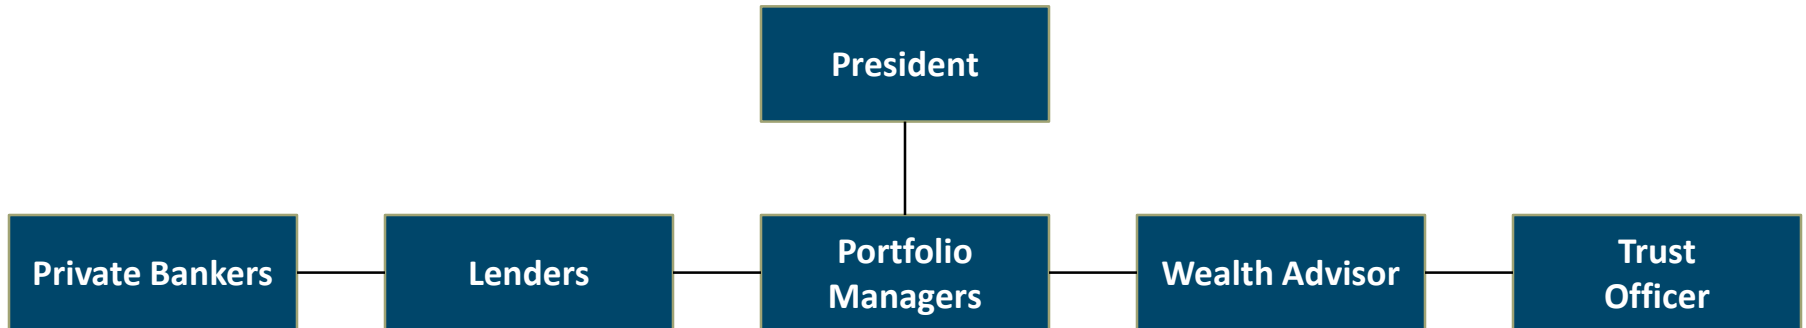 President
Private Bankers
Lenders
Portfolio
Managers
Wealth Advisor
Trust
Officer